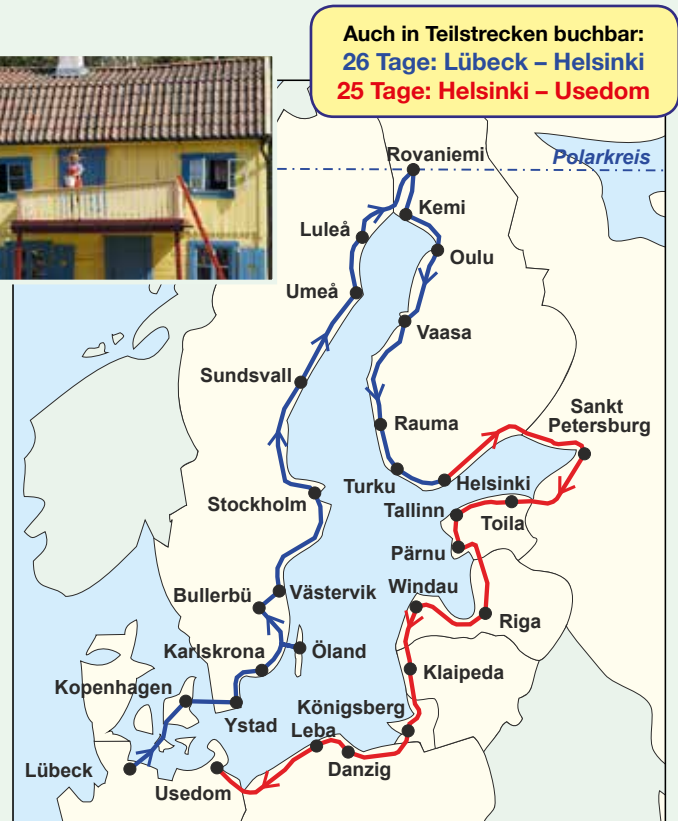 Auch in Teilstrecken buchbar:
26 Tage: Lübeck – Helsinki
25 Tage: Helsinki – Usedom
Rovaniemi
Polarkreis
Kemi
Luleå
Oulu
Umeå
Vaasa
Sundsvall
Rauma
Sankt
Petersburg
Turku
Helsinki
Stockholm
Tallinn
Toila
Pärnu
Bullerbü
Västervik
Windau
Riga
Karlskrona
Öland
Klaipeda
Kopenhagen
Königsberg
Ystad
Leba
Lübeck
Danzig
Usedom